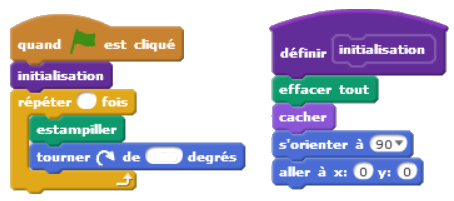 quand est cliqué
initialisation
répéter fois
estampiller
tourner de degrés
définir initialisation
effacer tout
cacher
s'orienter à 90
aller à x: 0 y: 0